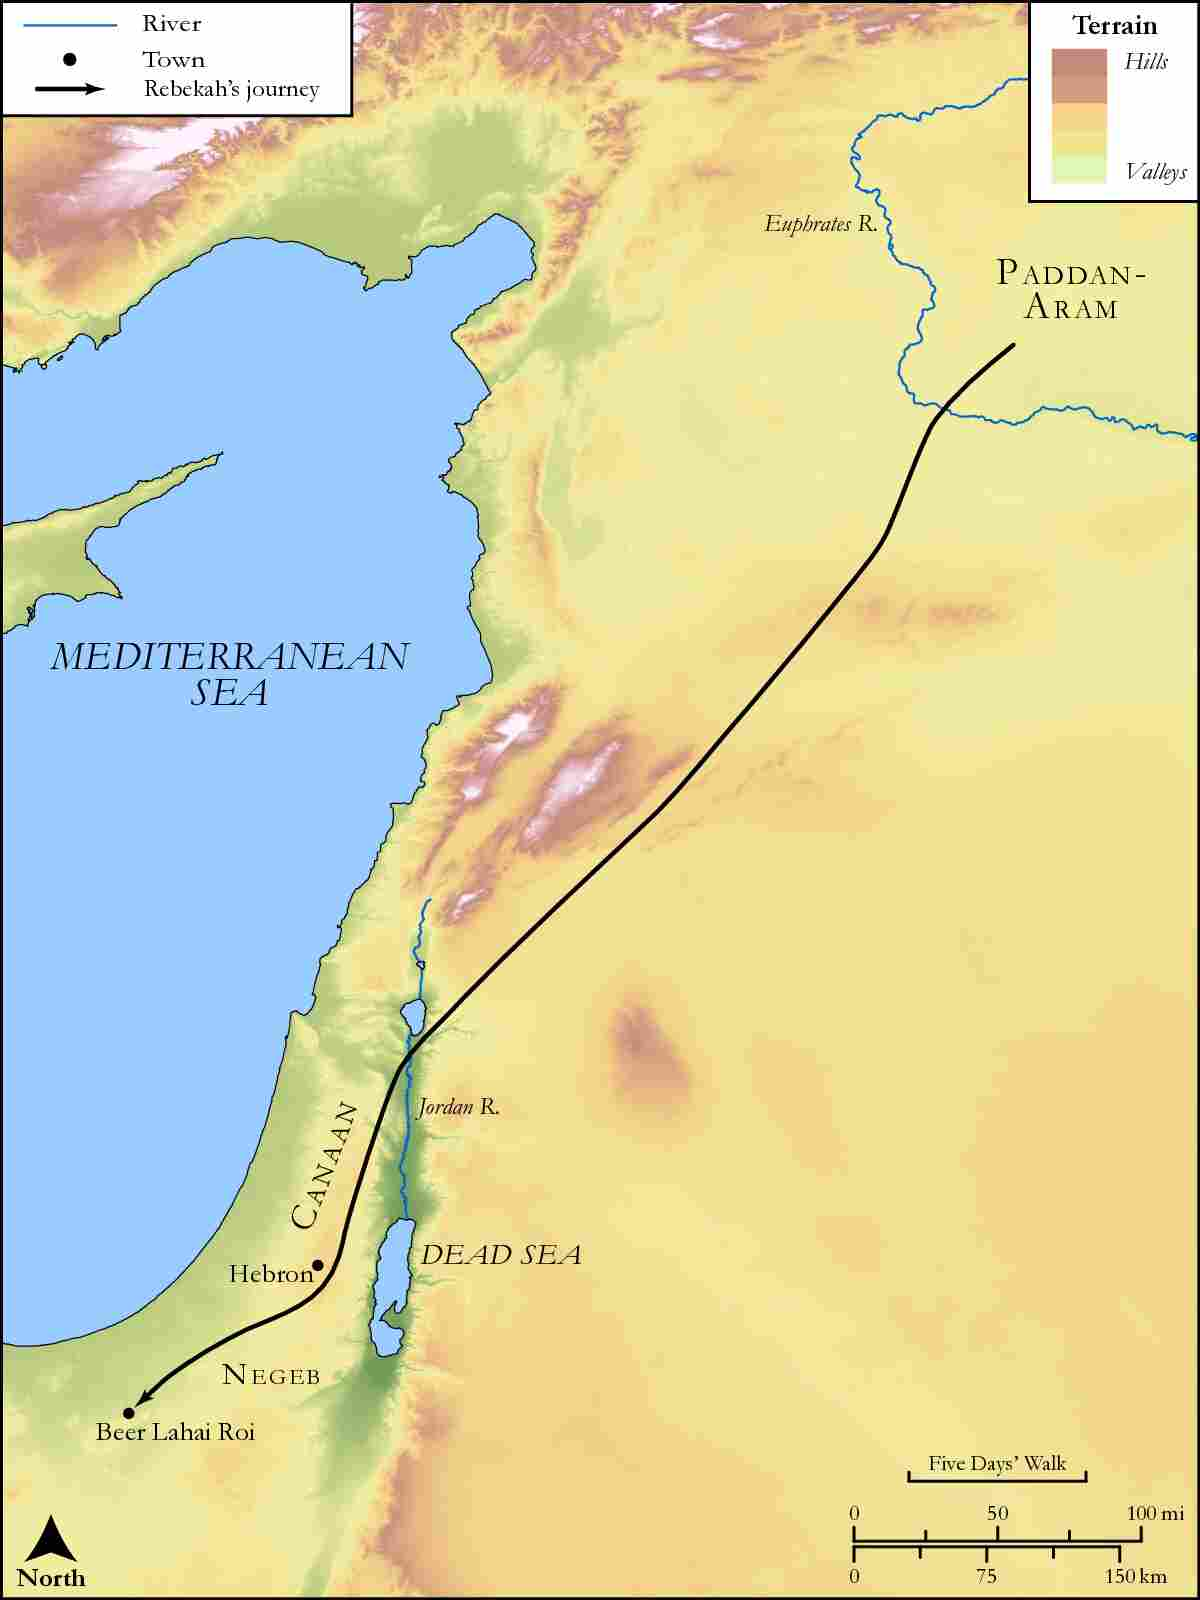 River
Town
Rebekah's journey
Terrain
Hills
Valleys
Euphrates R.
PADDAN-
ARAM
MEDITERRANEAN
SEA
Jordan R.
CANAAN
DEAD SEA
Hebron
NEGEB
Beer Lahai Roi
Five Days' Walk
0 50 100 mi
0 75 150 km
North